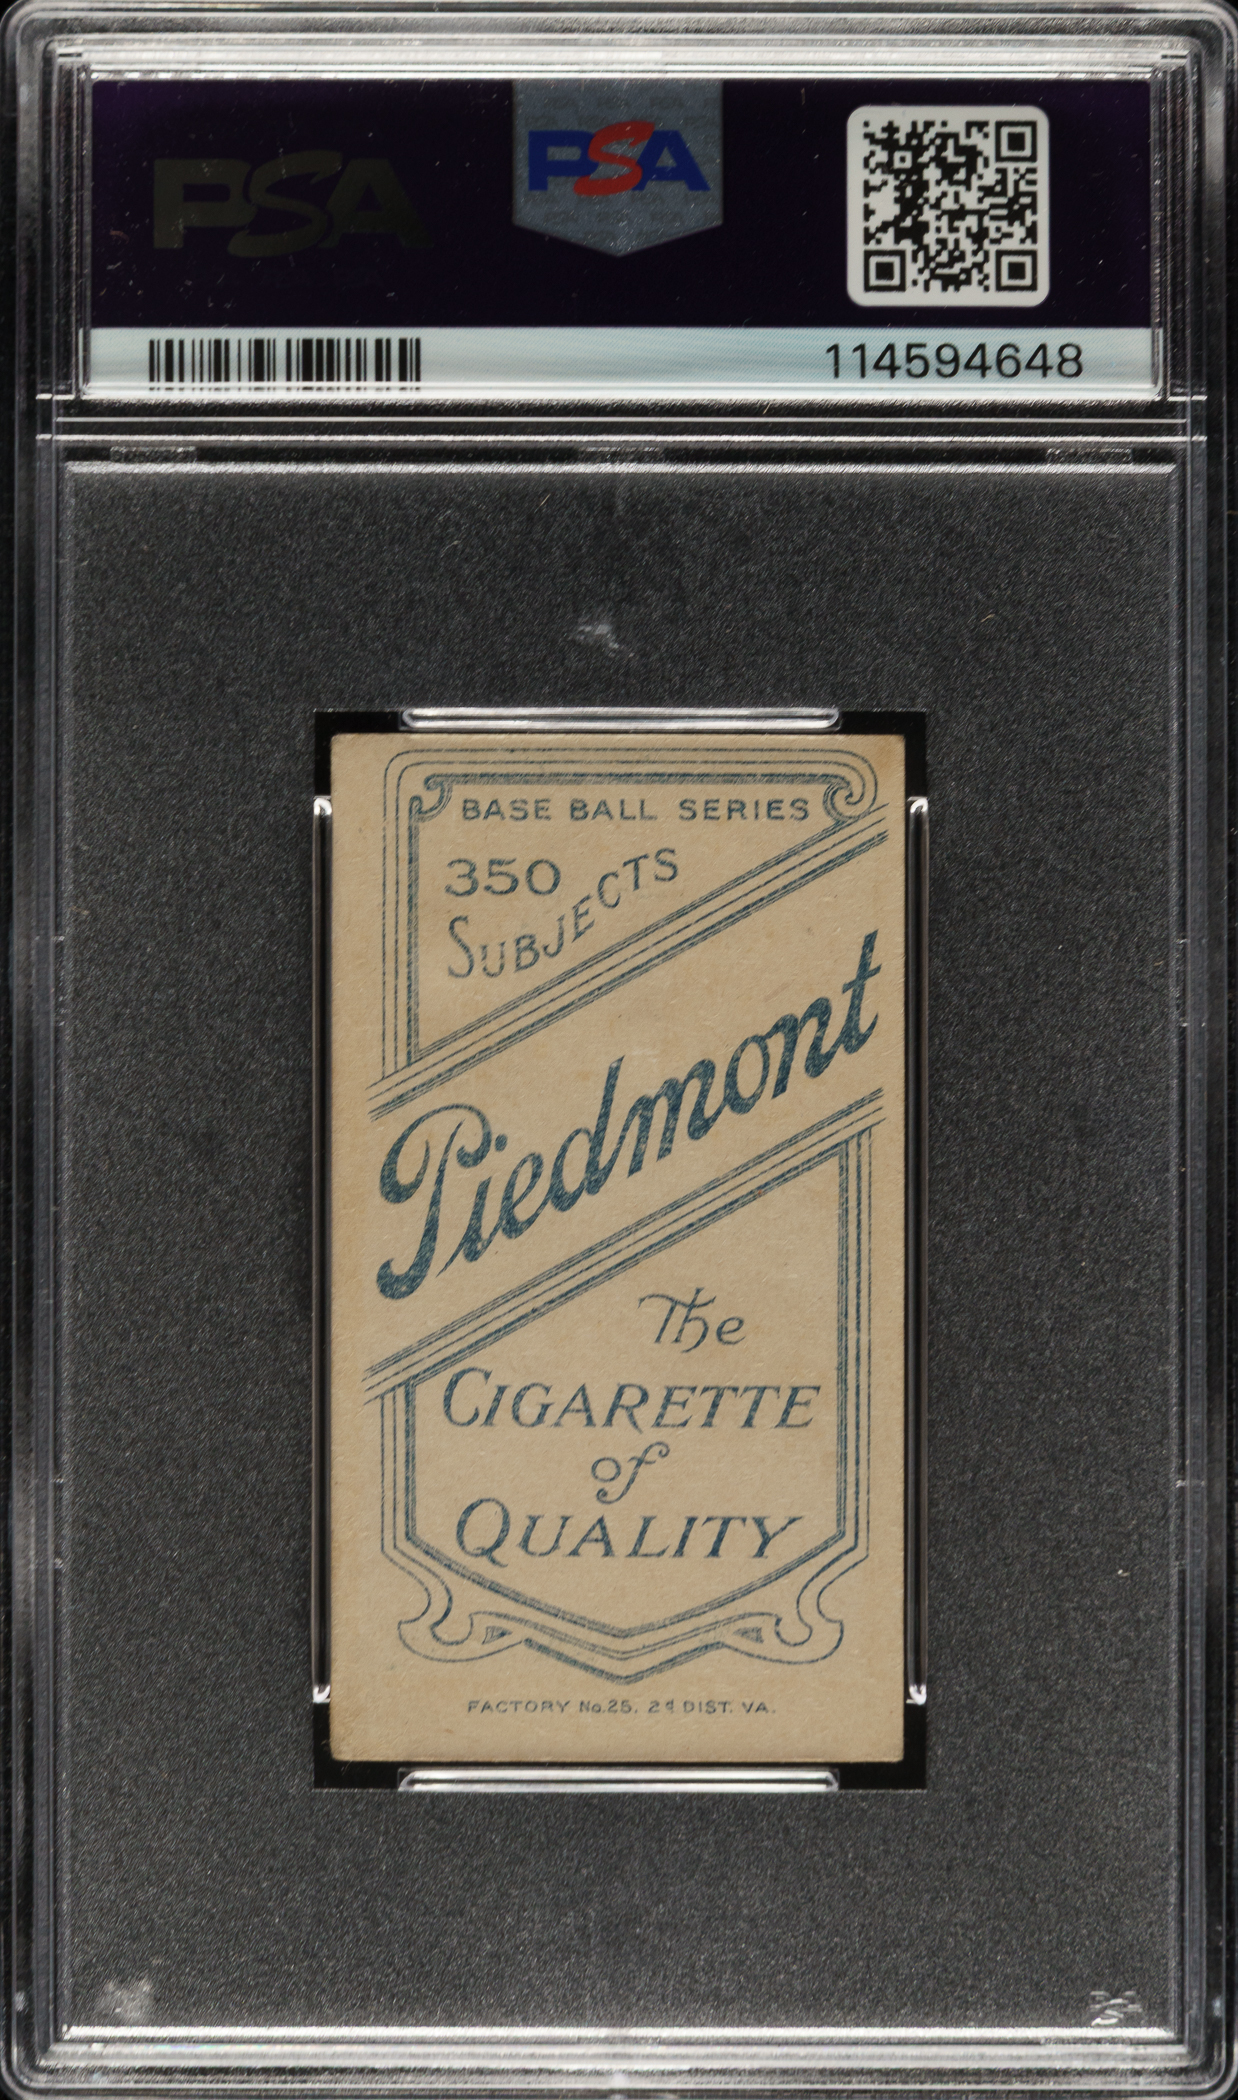 PSA
PSA
114594648
BASE BALL SERIES
350
SUBJECTS
Piedmont
The
CIGARETTE
of
QUALITY
FACTORY No.25, 2d DIST. VA.